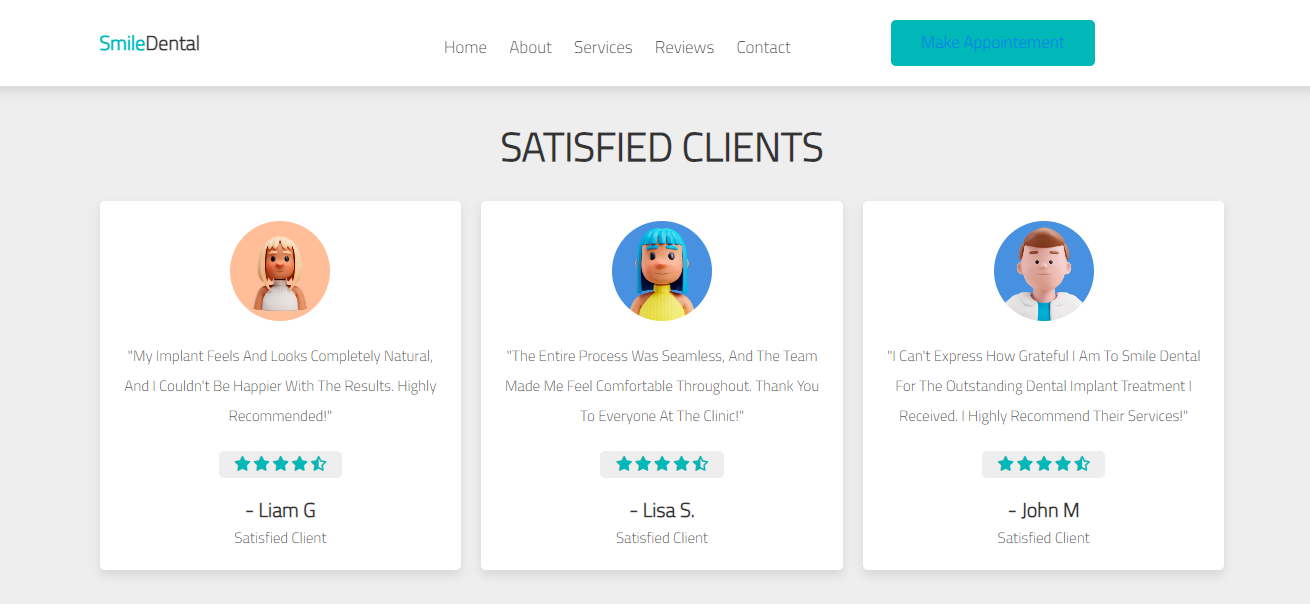 SmileDental
Home About Services Reviews Contact
Make Appointement
SATISFIED CLIENTS
"My Implant Feels And Looks Completely Natural,
And I Couldn't Be Happier With The Results. Highly
Recommended!"
- Liam G
Satisfied Client
"The Entire Process Was Seamless, And The Team
Made Me Feel Comfortable Throughout. Thank You
To Everyone At The Clinic!"
- Lisa S.
Satisfied Client
"I Can't Express How Grateful I Am To Smile Dental
For The Outstanding Dental Implant Treatment I
Received. I Highly Recommend Their Services!"
- John M
Satisfied Client